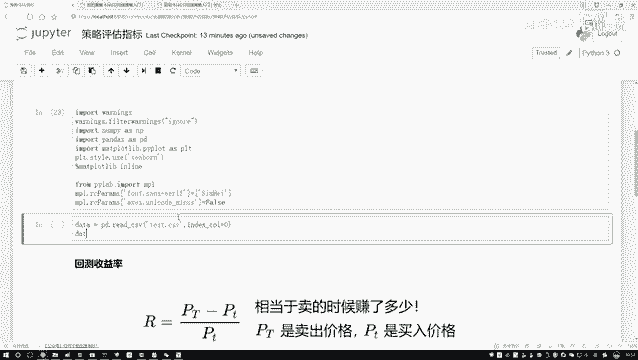 jupyter 策略评估指标 Last Checkpoint: 13 minutes ago (unsaved changes)
Logout
File Edit View Insert Cell Kernel Widgets Help
Trusted Python 3
Code
In [23]
import warnings
warnings.filterwarnings("ignore")
import numpy as np
import pandas as pd
import matplotlib.pyplot as plt
plt.style.use("seaborn")
%matplotlib inline
from pylab import mpl
mpl.rcParams['font.sans-serif']=['SimHei']
mpl.rcParams['axes.unicode_minus']=False
In [ ]
data = pd.read_csv("test.csv",index_col=0)
da
回测收益率
R = (P_T − P_t) / P_t 相当于卖的时候赚了多少!
P_T 是卖出价格, P_t 是买入价格